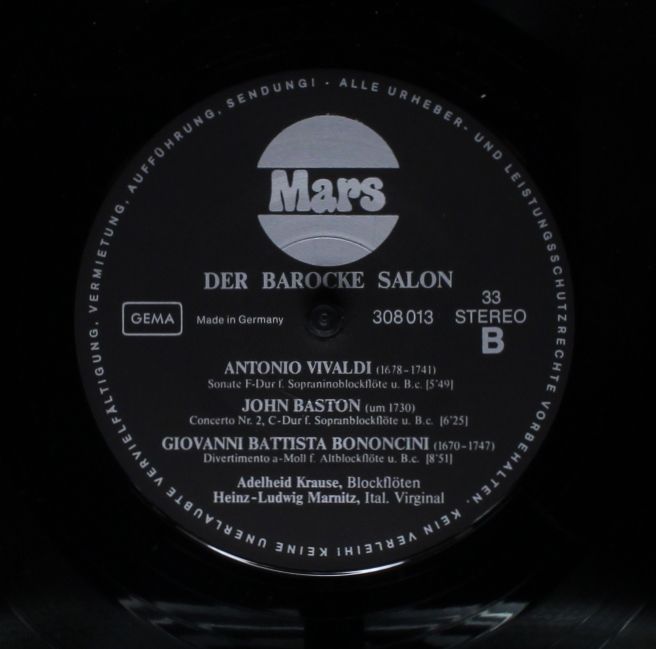 ALLE URHEBER- UND LEISTUNGSSCHUTZRECHTE VORBEHALTEN. KEIN VERLEIH! KEINE UNERLAUBTE VERVIELFÄLTIGUNG, VERMIETUNG, AUFFÜHRUNG, SENDUNG! -
Mars
DER BAROCKE SALON
GEMA Made in Germany 308 013 33 STEREO B
ANTONIO VIVALDI (1678-1741)
Sonate F-Dur f. Sopraninoblockflöte u. B.c. [5'49]
JOHN BASTON (um 1730)
Concerto Nr. 2, C-Dur f. Sopranblockflöte u. B.c. [6'25]
GIOVANNI BATTISTA BONONCINI (1670-1747)
Divertimento a-Moll f. Altblockflöte u. B.c. [8'51]
Adelheid Krause, Blockflöten
Heinz-Ludwig Marnitz, Ital. Virginal